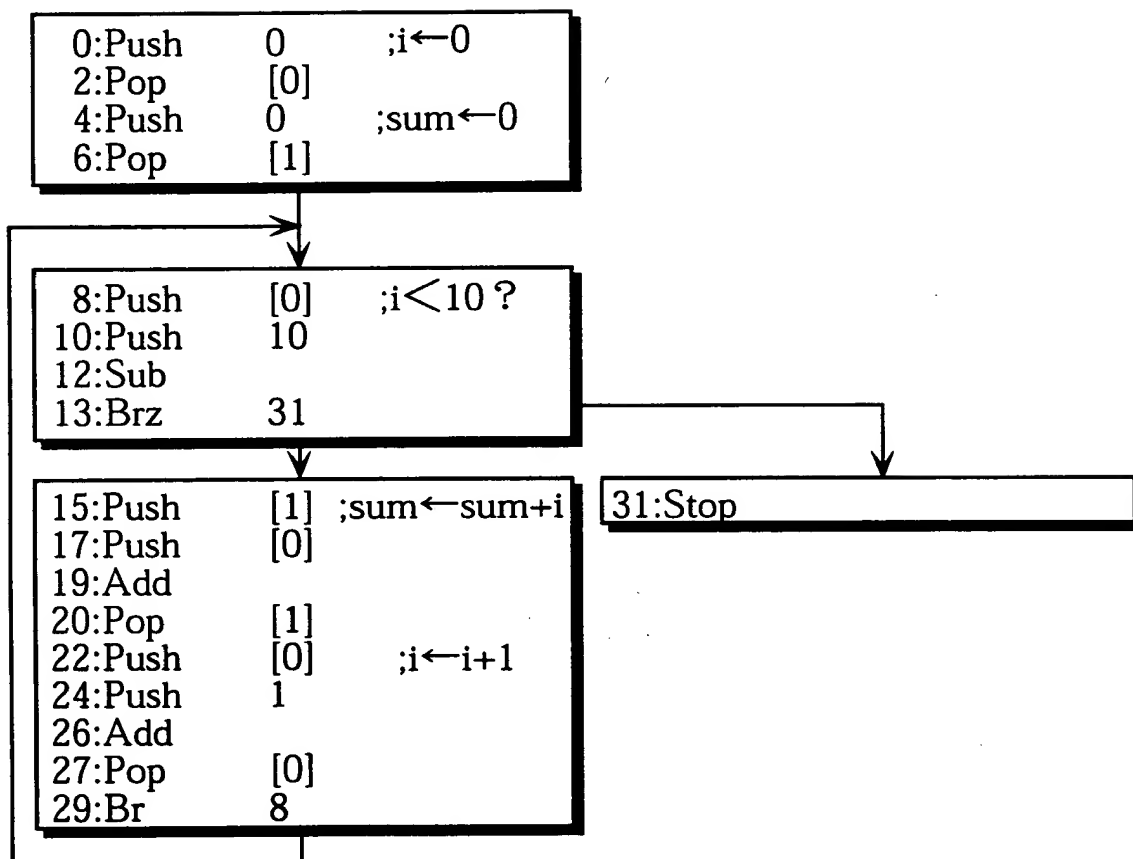 0:Push 0 ;i←0
2:Pop [0]
4:Push 0 ;sum←0
6:Pop [1]
8:Push [0] ;i<10?
10:Push 10
12:Sub
13:Brz 31
15:Push [1] ;sum←sum+i
17:Push [0]
19:Add
20:Pop [1]
22:Push [0] ;i←i+1
24:Push 1
26:Add
27:Pop [0]
29:Br 8
31:Stop